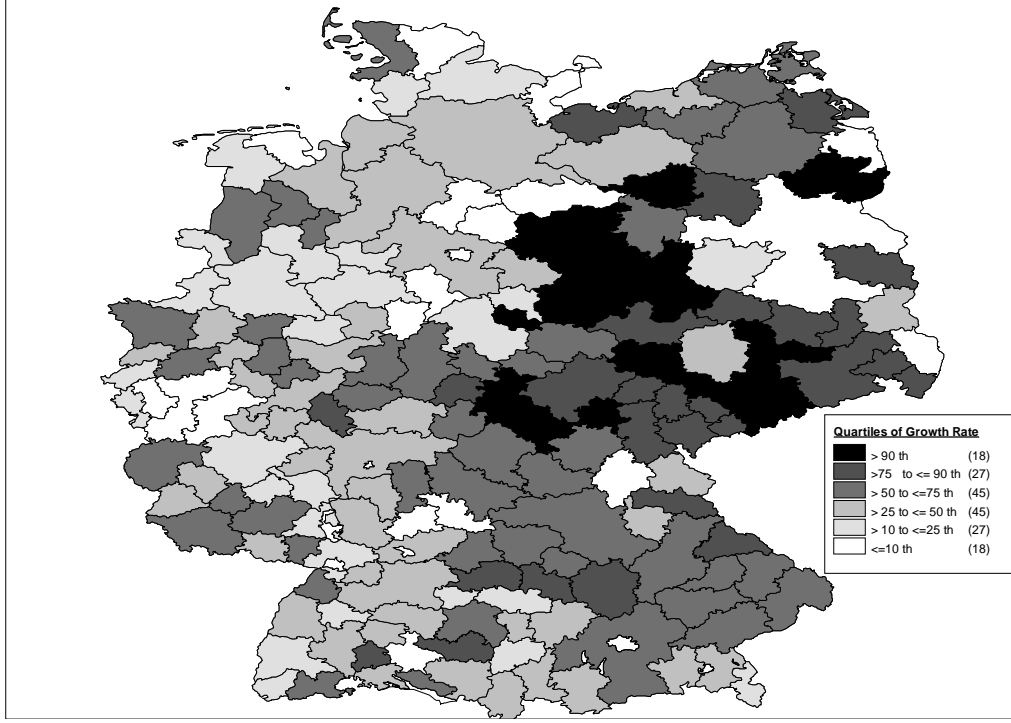 Quartiles of Growth Rate
> 90 th (18)
>75 to <= 90 th (27)
> 50 to <=75 th (45)
> 25 to <= 50 th (45)
> 10 to <=25 th (27)
<=10 th (18)